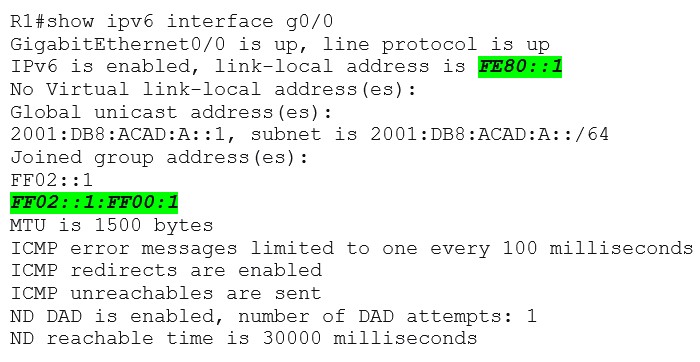 R1#show ipv6 interface g0/0
GigabitEthernet0/0 is up, line protocol is up
IPv6 is enabled, link-local address is FE80::1
No Virtual link-local address(es):
Global unicast address(es):
2001:DB8:ACAD:A::1, subnet is 2001:DB8:ACAD:A::/64
Joined group address(es):
FF02::1
FF02::1:FF00:1
MTU is 1500 bytes
ICMP error messages limited to one every 100 milliseconds
ICMP redirects are enabled
ICMP unreachables are sent
ND DAD is enabled, number of DAD attempts: 1
ND reachable time is 30000 milliseconds